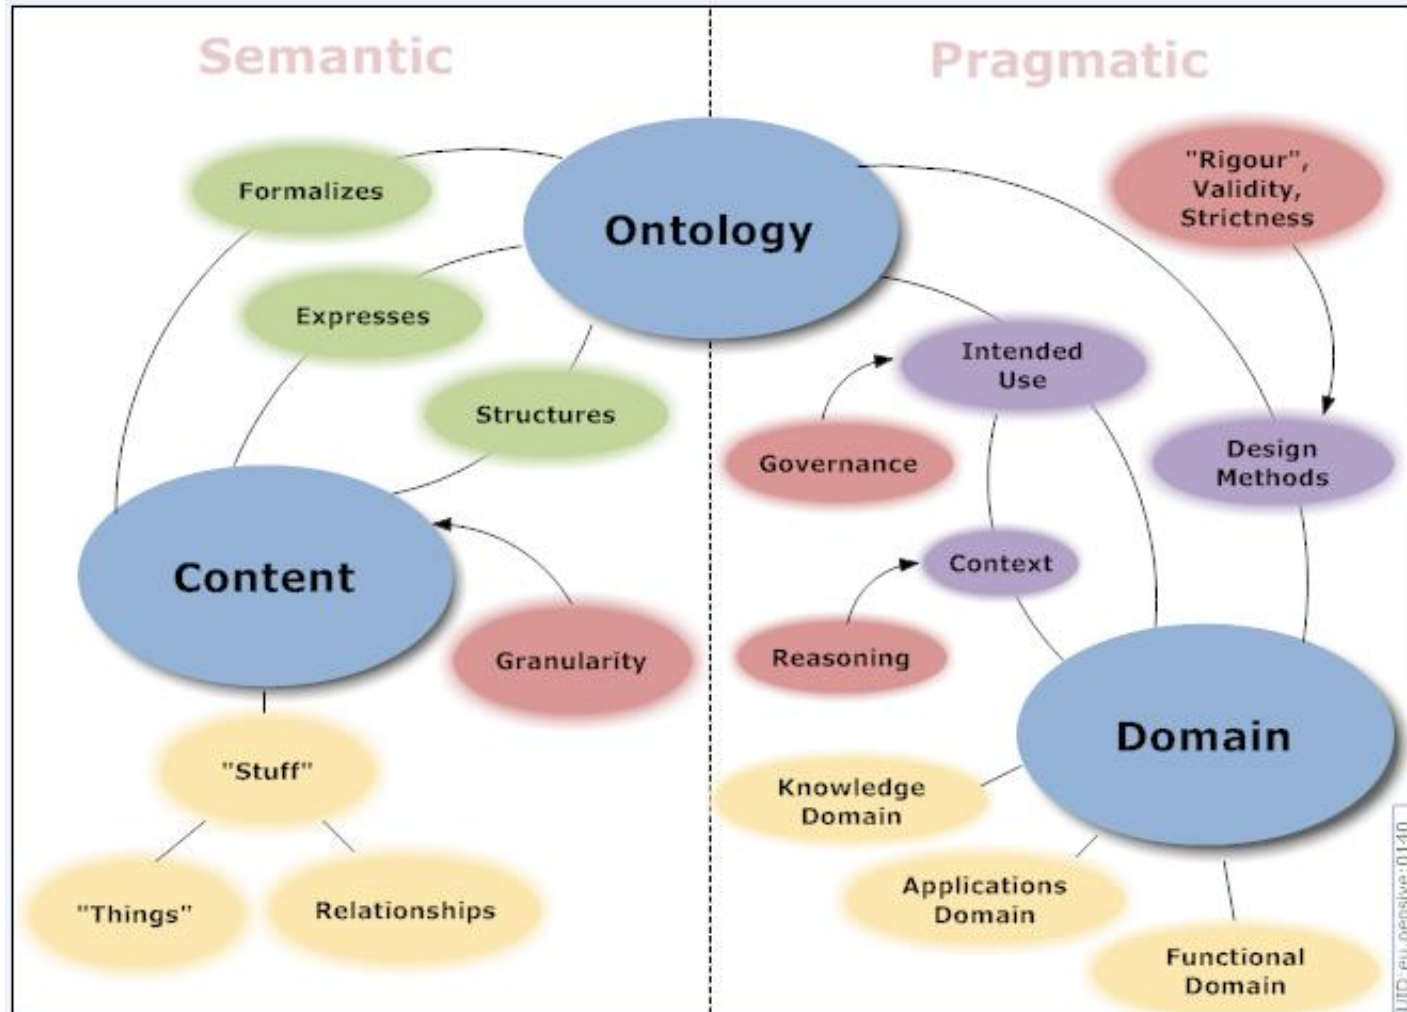 Semantic
Pragmatic
Ontology
Formalizes
Expresses
Structures
Content
Granularity
"Stuff"
"Things"
Relationships
"Rigour",
Validity,
Strictness
Intended
Use
Governance
Design
Methods
Context
Reasoning
Domain
Knowledge
Domain
Applications
Domain
Functional
Domain